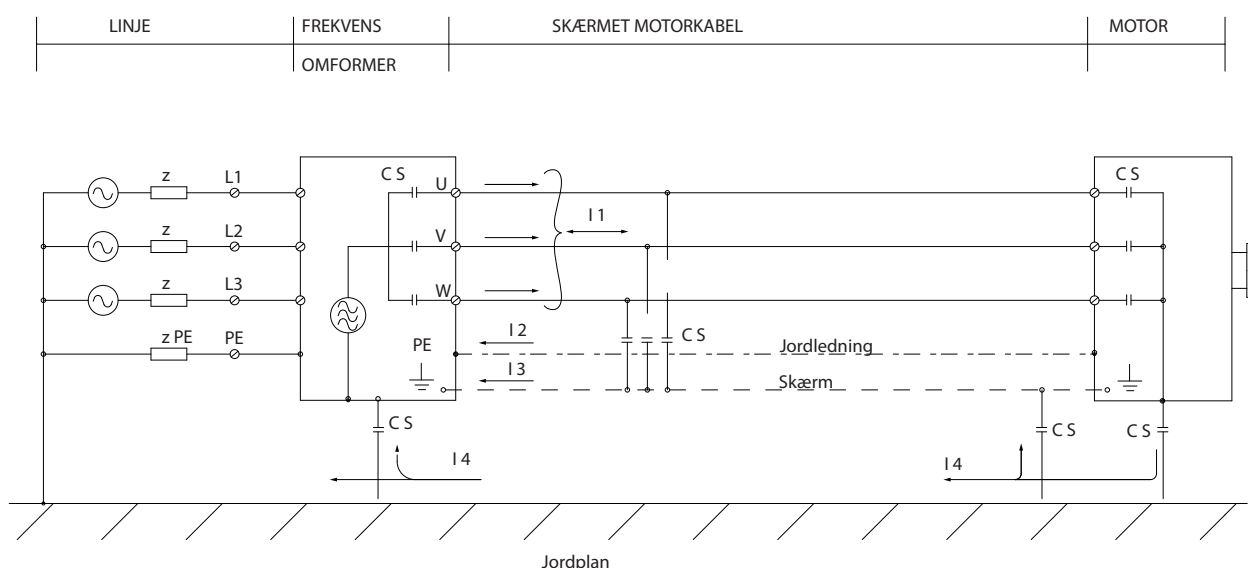 LINJE
FREKVENS
OMFORMER
SKÆRMET MOTORKABEL
MOTOR
z
L1
z
L2
z
L3
z PE
PE
C S
U
V
W
PE
I 1
I 2
I 3
C S
Jordledning
Skærm
C S
C S
I 4
I 4
C S
C S
Jordplan